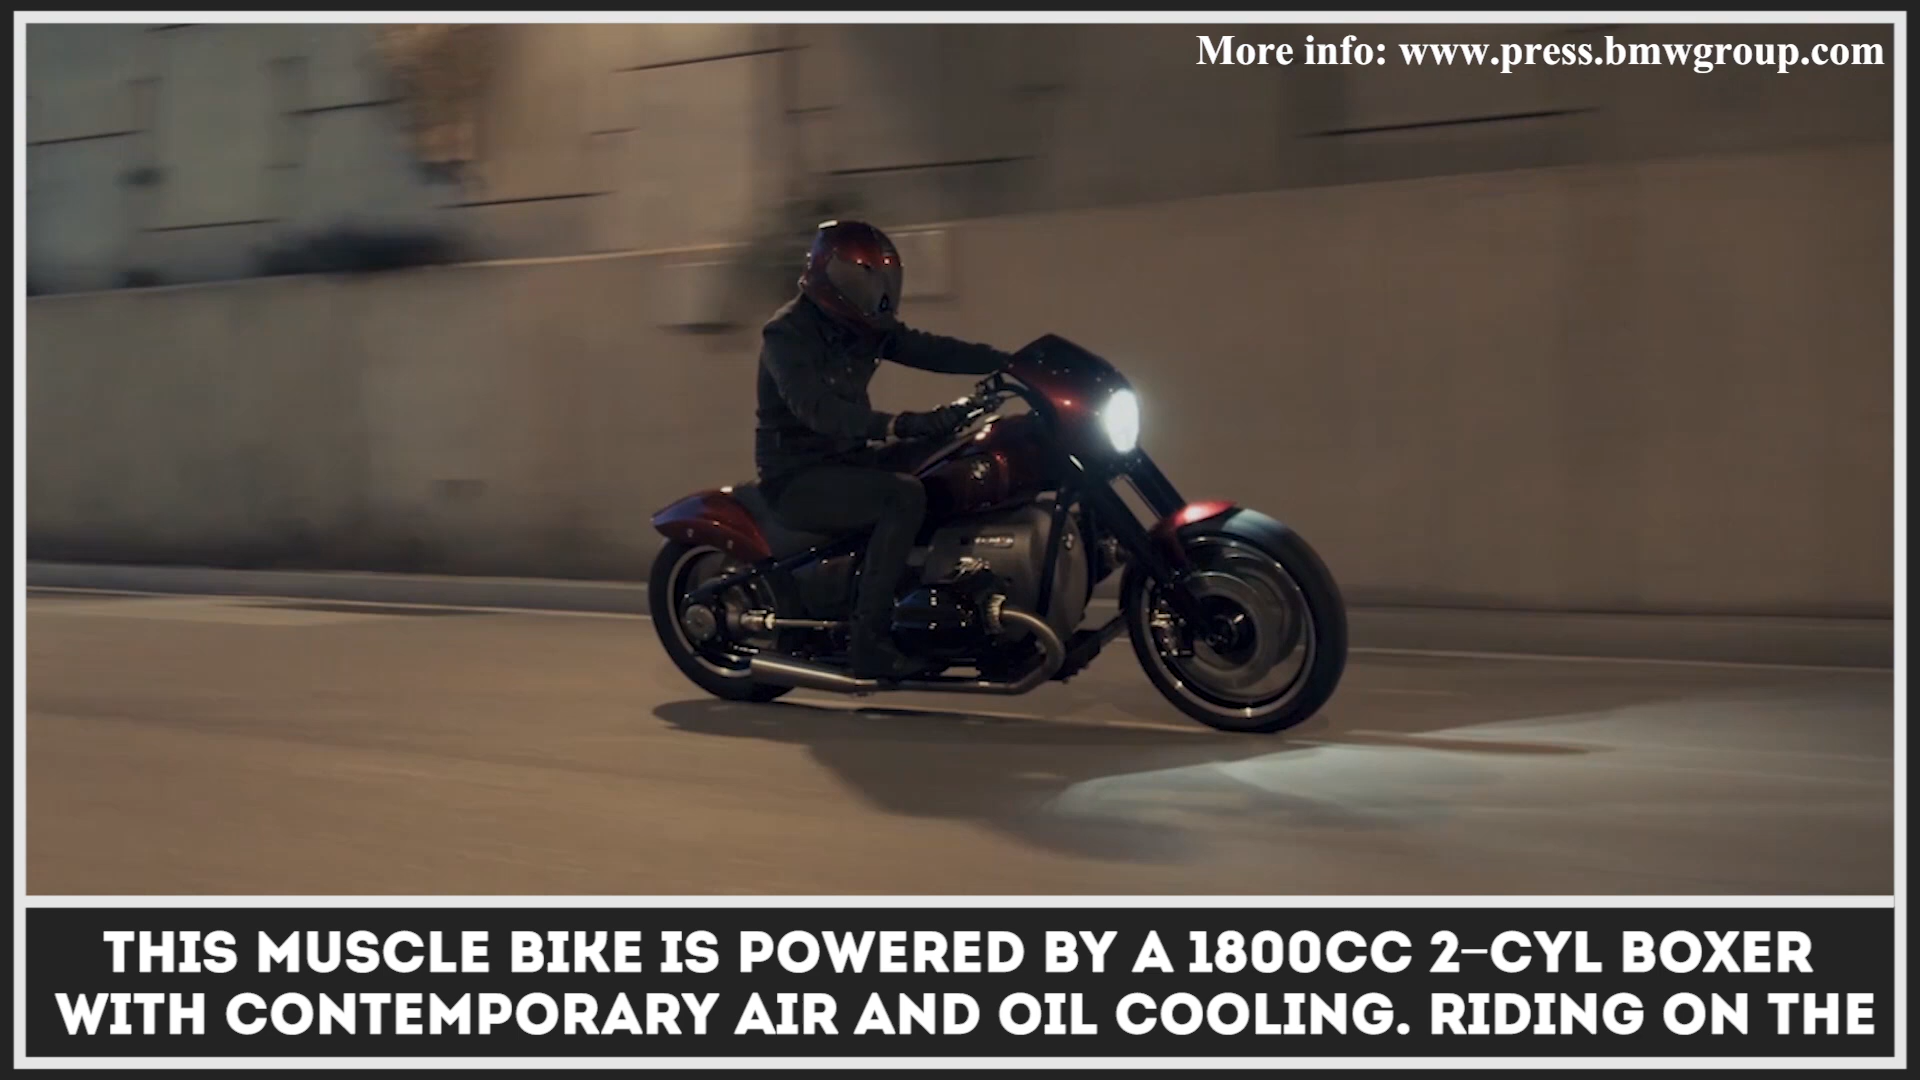 More info: www.press.bmwgroup.com
THIS MUSCLE BIKE IS POWERED BY A 1800CC 2-CYL BOXER
WITH CONTEMPORARY AIR AND OIL COOLING. RIDING ON THE